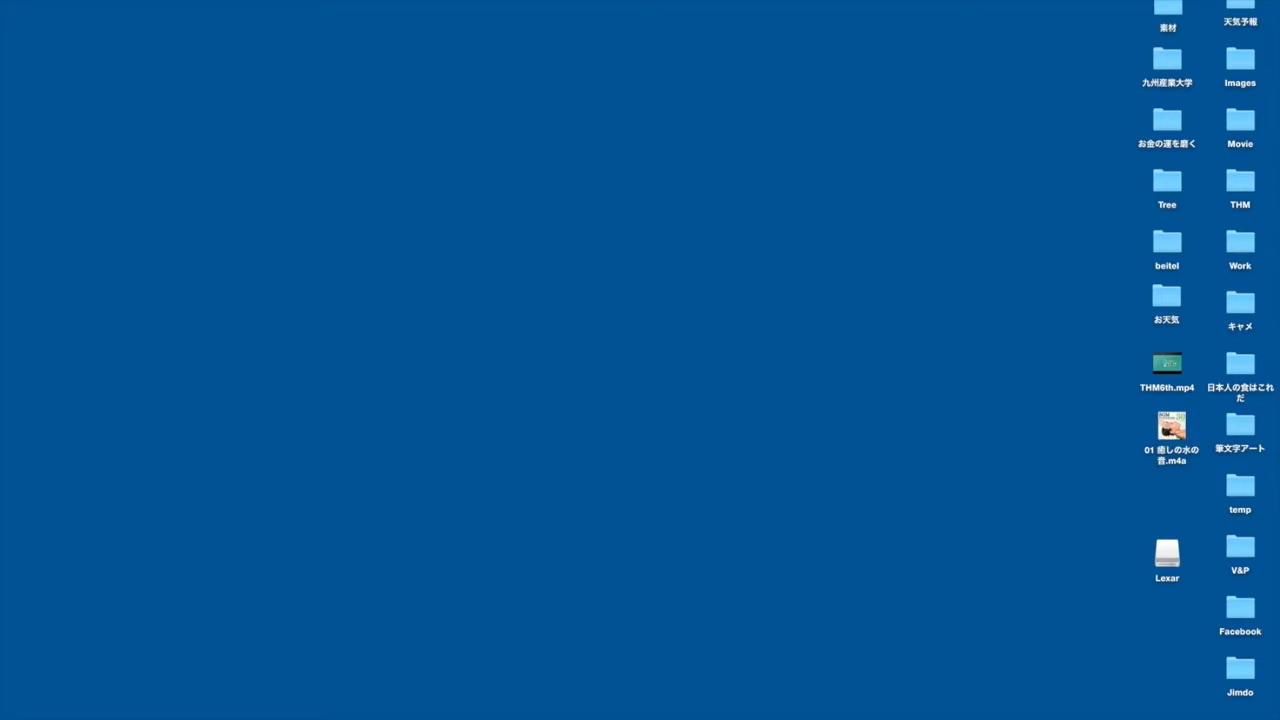 素材
天気予報
九州産業大学
Images
お金の運を磨く
Movie
Tree
THM
beitel
Work
お天気
キャメ
THM6th.mp4
日本人の食はこれ
だ
01 癒しの水の
音.m4a
筆文字アート
temp
Lexar
V&P
Facebook
Jimdo